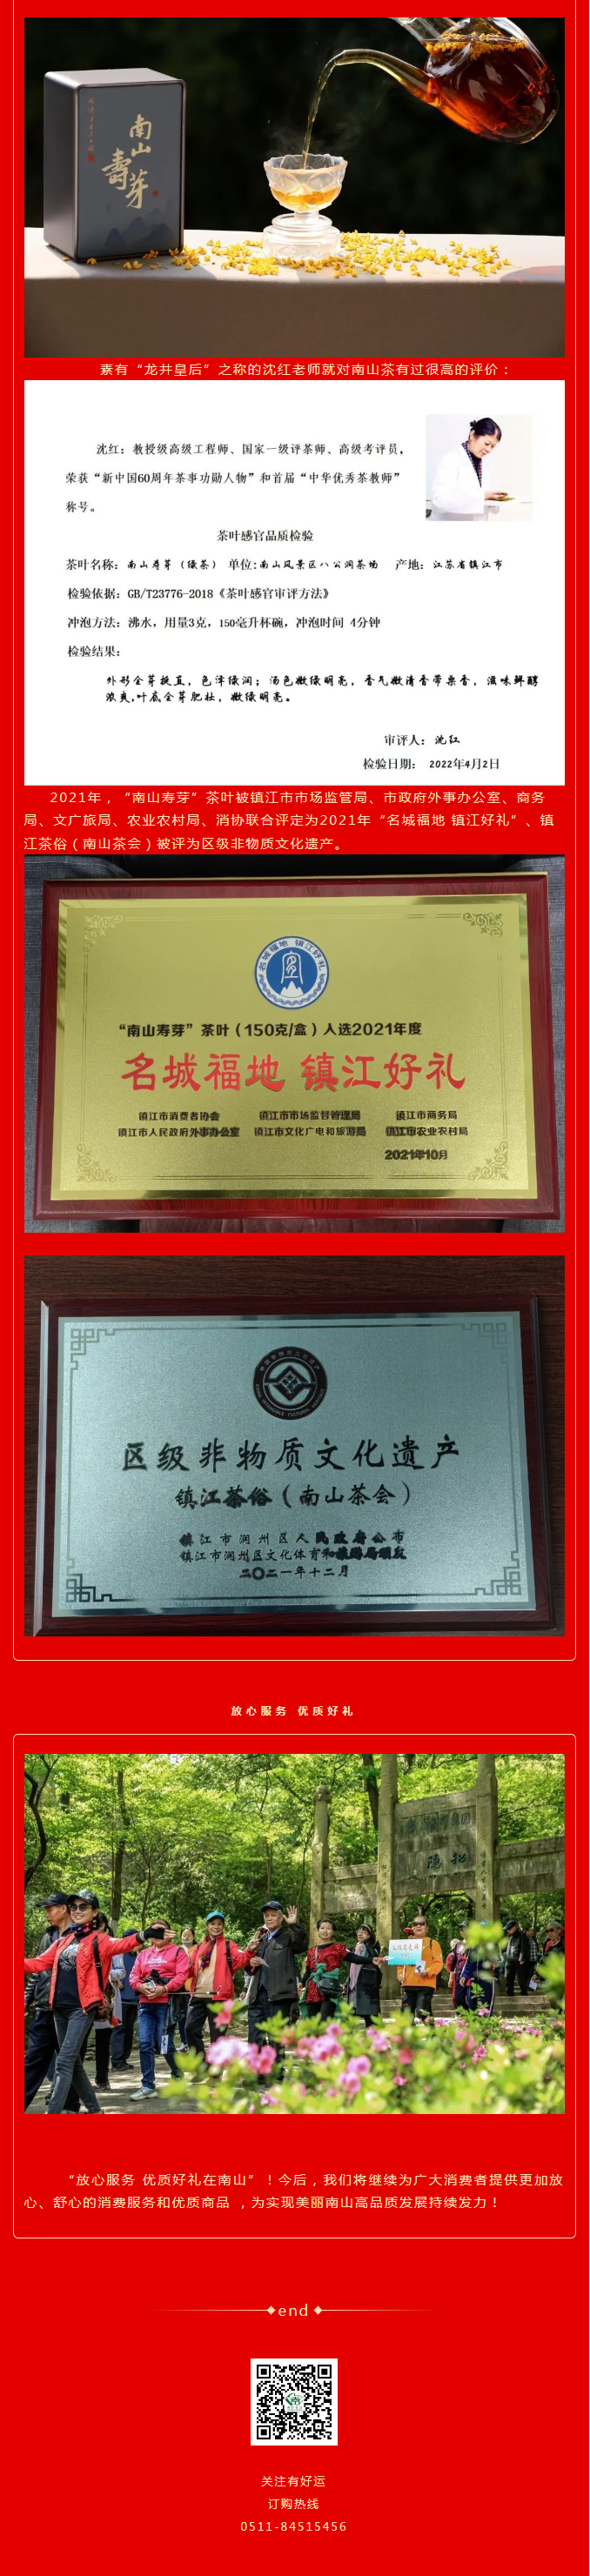 南山
寿芽
素有“龙井皇后”之称的沈红老师就对南山茶有过很高的评价：
沈红：教授级高级工程师、国家一级评茶师、高级考评员，
荣获“新中国60周年茶事功勋人物”和首届“中华优秀茶教师”
称号。
茶叶感官品质检验
茶叶名称：南山寿芽（绿茶） 单位：南山风景区八公洞茶场 产地：江苏省镇江市
检验依据：GB/T23776-2018《茶叶感官审评方法》
冲泡方法：沸水，用量3克，150毫升杯碗，冲泡时间 4分钟
检验结果：
外形全芽挺直，色泽绿润；汤色嫩绿明亮，香气嫩清香带栗香，滋味鲜醇
浓爽,叶底全芽肥壮，嫩绿明亮。
审评人：沈红
检验日期： 2022年4月2日
2021年，“南山寿芽”茶叶被镇江市市场监管局、市政府外事办公室、商务
局、文广旅局、农业农村局、消协联合评定为2021年“名城福地 镇江好礼”、镇
江茶俗（南山茶会）被评为区级非物质文化遗产。
名城福地 镇江好礼
“南山寿芽”茶叶（150克/盒）入选2021年度
名城福地 镇江好礼
镇江市消费者协会 镇江市市场监督管理局 镇江市商务局
镇江市人民政府外事办公室 镇江市文化广电和旅游局 镇江市农业农村局
2021年10月
区级非物质文化遗产
镇江茶俗（南山茶会）
镇江市润州区人民政府公布
镇江市润州区文化体育和旅游局颁发
二〇二一年十二月
放心服务 优质好礼
招隐
“放心服务 优质好礼在南山”！今后，我们将继续为广大消费者提供更加放
心、舒心的消费服务和优质商品 ，为实现美丽南山高品质发展持续发力！
end
关注有好运
订购热线
0511-84515456